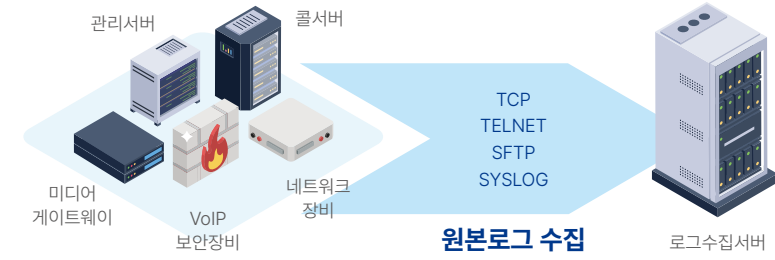 관리서버
콜서버
미디어
게이트웨이
VoIP
보안장비
네트워크
장비
TCP
TELNET
SFTP
SYSLOG
원본로그 수집
로그수집서버